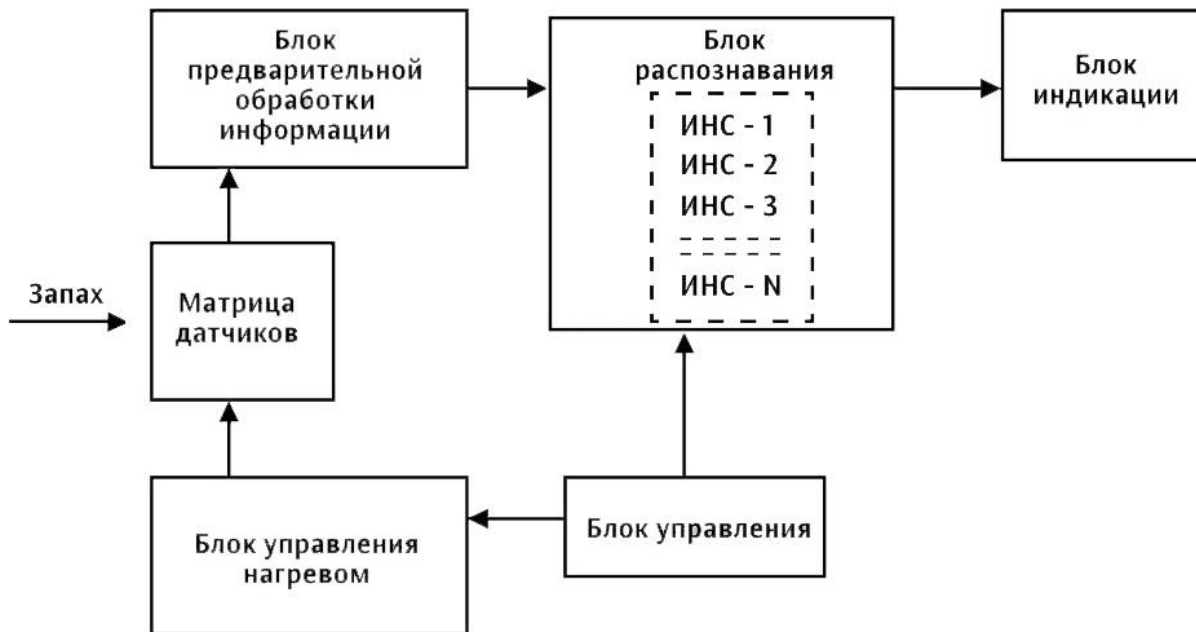 Блок
предварительной
обработки
информации
Блок
распознавания
ИНС - 1
ИНС - 2
ИНС - 3
ИНС - N
Блок
индикации
Запах
Матрица
датчиков
Блок управления
нагревом
Блок управления